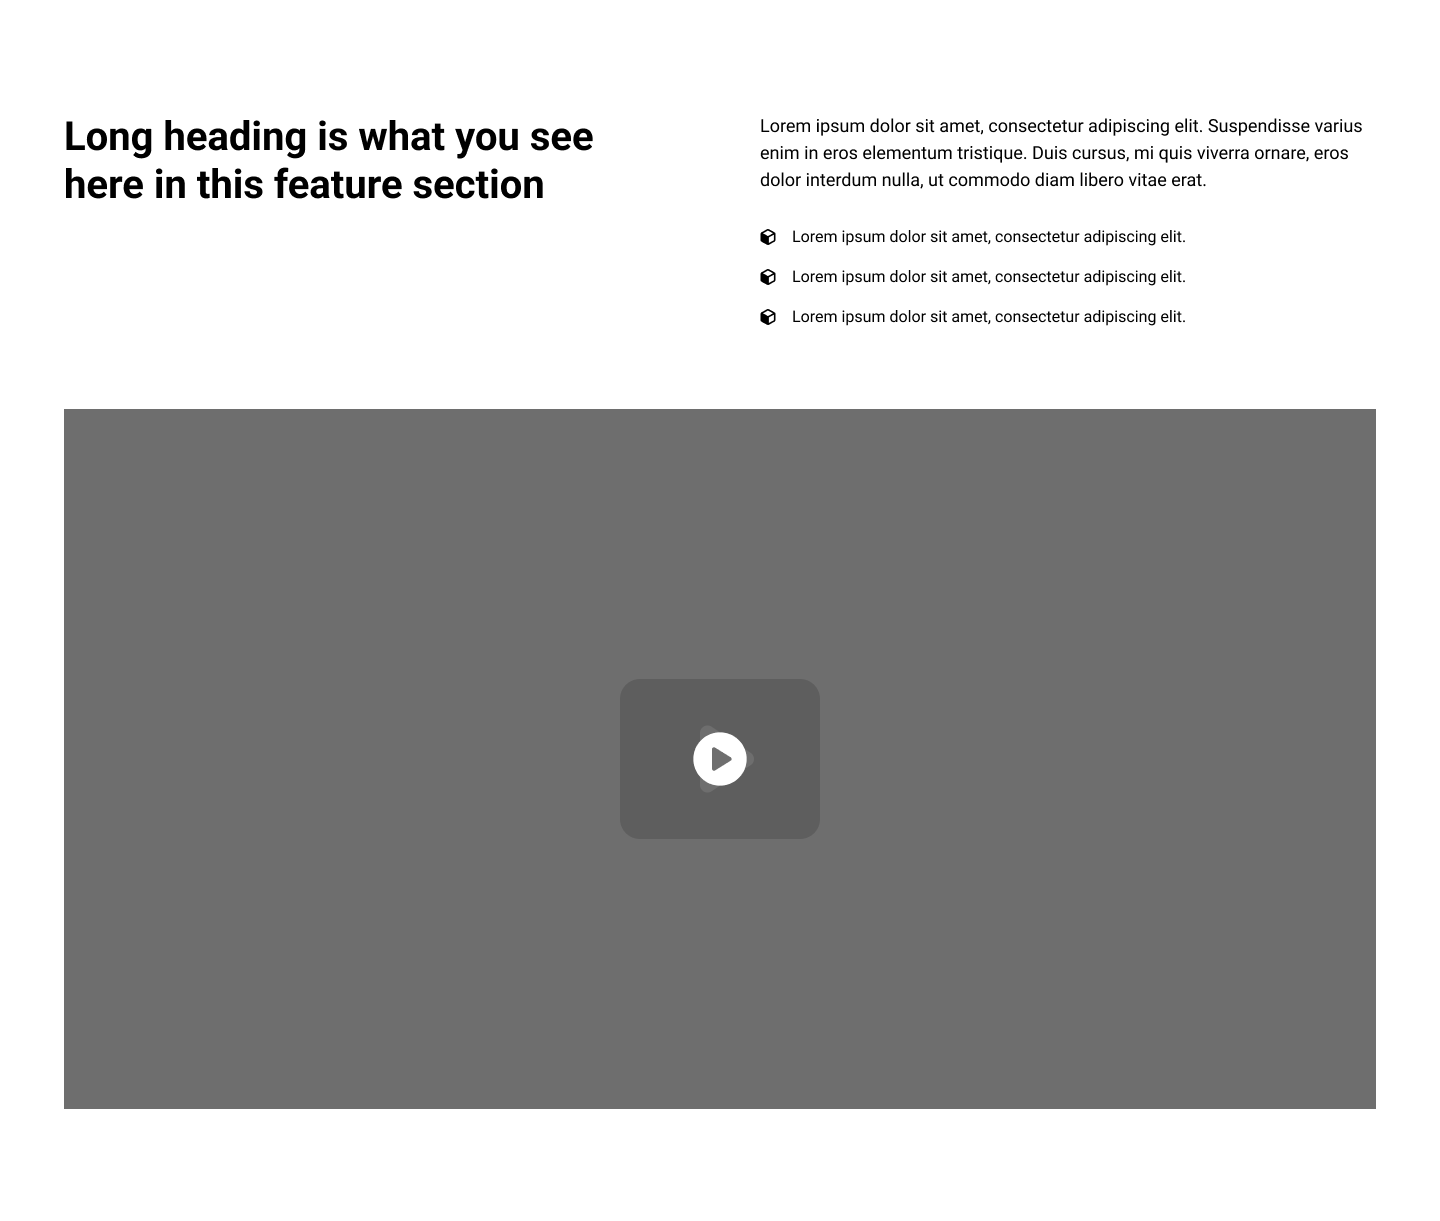 Long heading is what you see
here in this feature section
Lorem ipsum dolor sit amet, consectetur adipiscing elit. Suspendisse varius
enim in eros elementum tristique. Duis cursus, mi quis viverra ornare, eros
dolor interdum nulla, ut commodo diam libero vitae erat.
Lorem ipsum dolor sit amet, consectetur adipiscing elit.
Lorem ipsum dolor sit amet, consectetur adipiscing elit.
Lorem ipsum dolor sit amet, consectetur adipiscing elit.